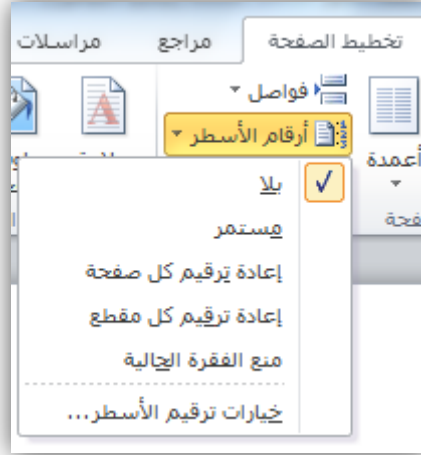 تخطيط الصفحة
مراجع
مراسلات
فواصل
أرقام الأسطر
أعمدة
بلا
مستمر
إعادة ترقيم كل صفحة
إعادة ترقيم كل مقطع
منع الفقرة الحالية
خيارات ترقيم الأسطر...